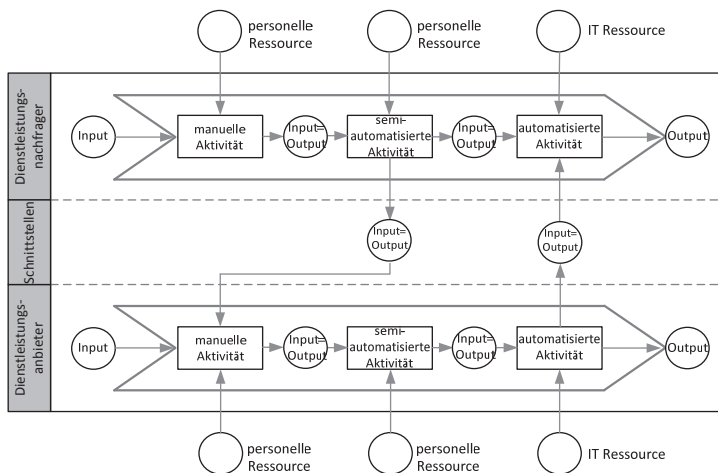 personelle
Ressource
personelle
Ressource
IT Ressource
Dienstleistungs-
nachfrager
Input
manuelle
Aktivität
Input=
Output
semi-
automatisierte
Aktivität
Input=
Output
automatisierte
Aktivität
Output
Schnittstellen
Input=
Output
Input=
Output
Dienstleistungs-
anbieter
Input
manuelle
Aktivität
Input=
Output
semi-
automatisierte
Aktivität
Input=
Output
automatisierte
Aktivität
Output
personelle
Ressource
personelle
Ressource
IT Ressource